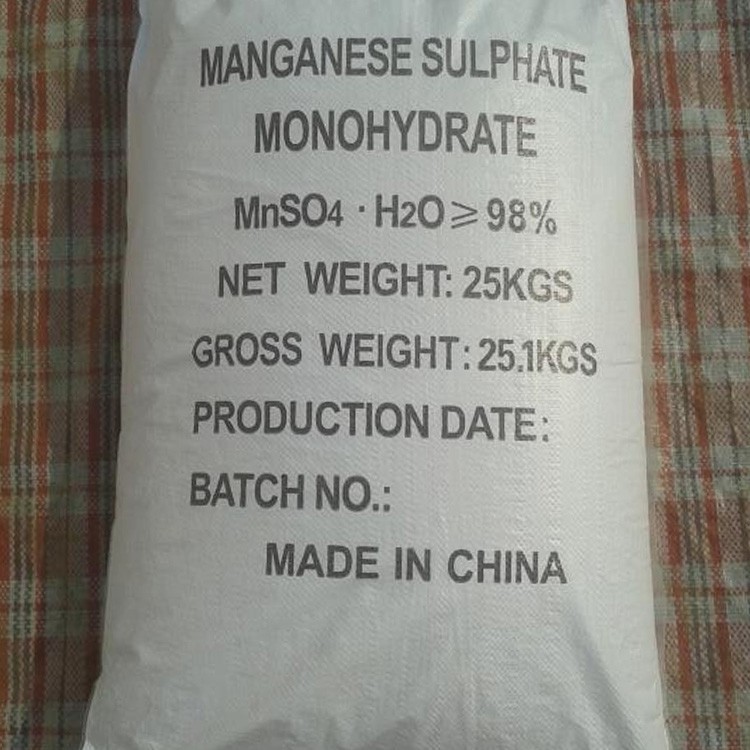 MANGANESE SULPHATE
MONOHYDRATE
MnSO4 · H2O ≥ 98%
NET WEIGHT: 25KGS
GROSS WEIGHT: 25.1KGS
PRODUCTION DATE:
BATCH NO.:
MADE IN CHINA